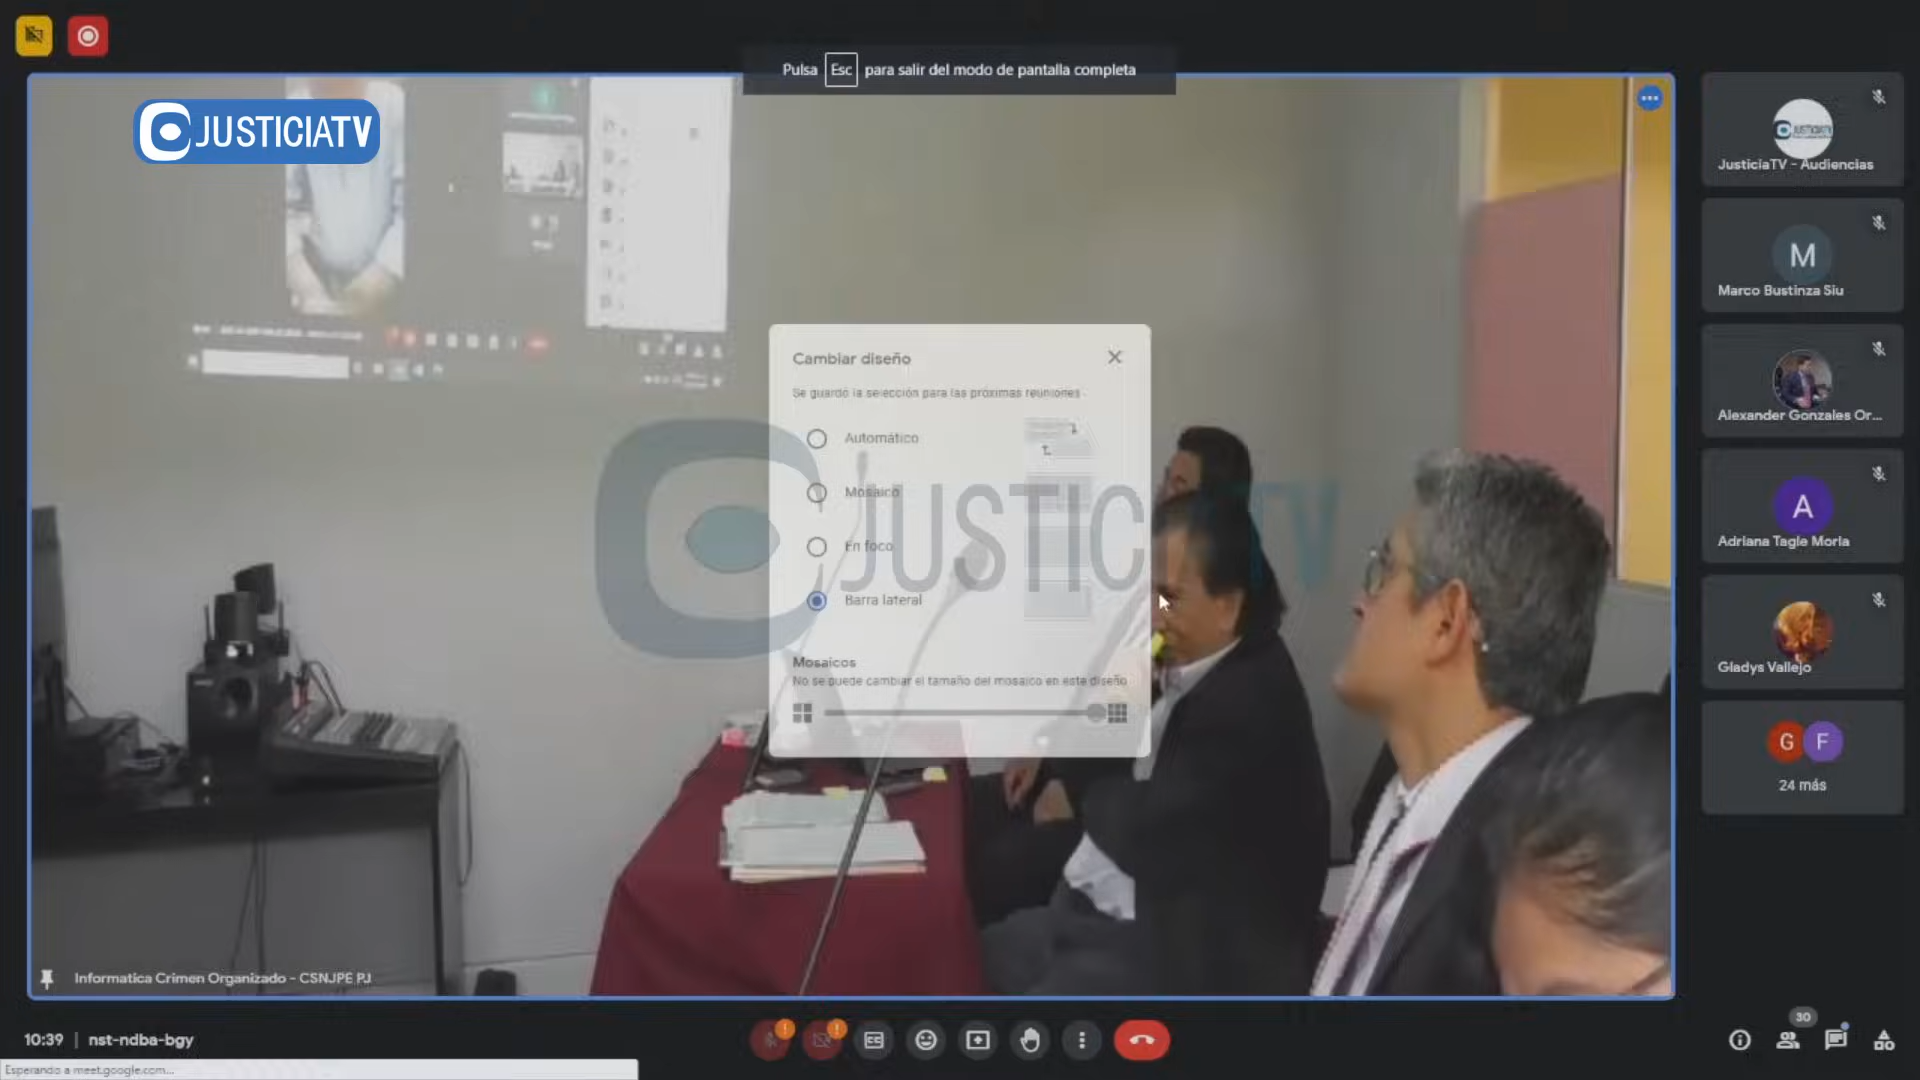 Pulsa Esc para salir del modo de pantalla completa
JUSTICIATV
JUSTICIATV - Audiencias
M
Marco Bustinza Siu
Alexander Gonzales Or...
A
Adriana Tagle Morla
Gladys Vallejo
G F
24 más
Cambiar diseño
Se guardó la selección para las próximas reuniones
Automático
Mosaico
En foco
Barra lateral
Mosaicos
No se puede cambiar el tamaño del mosaico en este diseño
JUSTICIATV
Informatica Crimen Organizado - CSNJPE PJ
10:39 | nst-ndba-bgy
30
Esperando a meet.google.com...